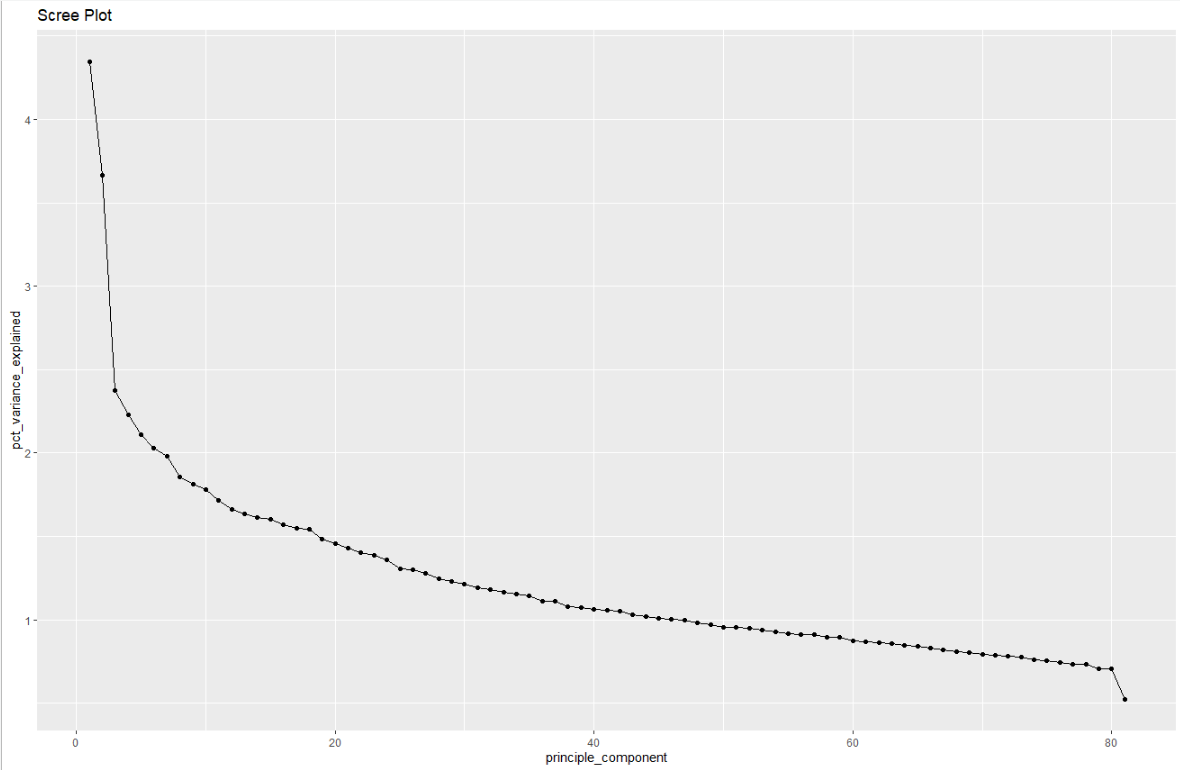 Scree Plot
4
3
2
1
pct_variance_explained
0 20 40 60 80
principle_component